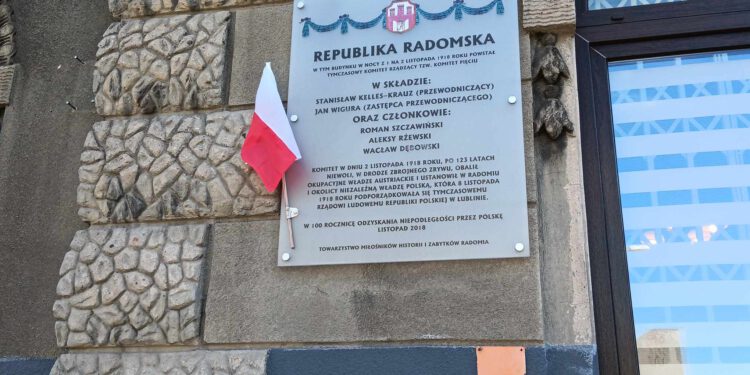 REPUBLIKA RADOMSKA
W TYM BUDYNKU W NOCY Z 1 NA 2 LISTOPADA 1918 ROKU POWSTAŁ
TYMCZASOWY KOMITET RZĄDZĄCY TZW. KOMITET PIĘCIU
W SKŁADZIE:
STANISŁAW KELLES-KRAUZ (PRZEWODNICZĄCY)
JAN WIGURA (ZASTĘPCA PRZEWODNICZĄCEGO)
ORAZ CZŁONKOWIE:
ROMAN SZCZAWIŃSKI
ALEKSY RŻEWSKI
WACŁAW DĘBOWSKI
KOMITET W DNIU 2 LISTOPADA 1918 ROKU, PO 123 LATACH
NIEWOLI, W DRODZE ZBROJNEGO ZRYWU, OBALIŁ
OKUPACYJNE WŁADZE AUSTRIACKIE I USTANOWIŁ W RADOMIU
I OKOLICY NIEZALEŻNĄ WŁADZĘ POLSKĄ, KTÓRA 8 LISTOPADA
1918 ROKU PODPORZĄDKOWAŁA SIĘ TYMCZASOWEMU
RZĄDOWI LUDOWEMU REPUBLIKI POLSKIEJ W LUBLINIE.
W 100 ROCZNICĘ ODZYSKANIA NIEPODLEGŁOŚCI PRZEZ POLSKĘ
LISTOPAD 2018
TOWARZYSTWO MIŁOŚNIKÓW HISTORII I ZABYTKÓW RADOMIA